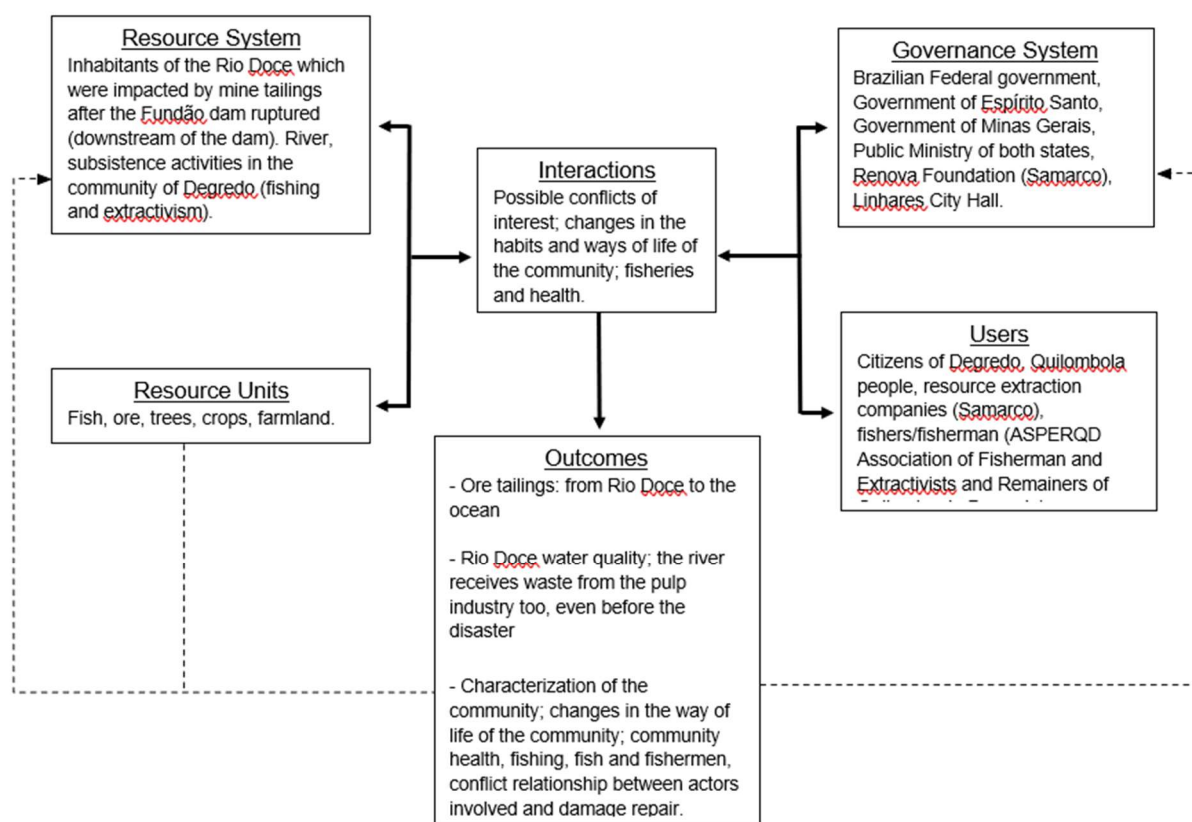 Resource System
Inhabitants of the Rio Doce which
were impacted by mine tailings
after the Fundão dam ruptured
(downstream of the dam). River,
subsistence activities in the
community of Degredo (fishing
and extractivism).
Governance System
Brazilian Federal government,
Government of Espírito Santo,
Government of Minas Gerais,
Public Ministry of both states,
Renova Foundation (Samarco),
Linhares City Hall.
Interactions
Possible conflicts of
interest; changes in the
habits and ways of life of
the community; fisheries
and health.
Resource Units
Fish, ore, trees, crops, farmland.
Users
Citizens of Degredo, Quilombola
people, resource extraction
companies (Samarco),
fishers/fisherman (ASPERQD
Association of Fisherman and
Extractivists and Remainers of
Outcomes
- Ore tailings: from Rio Doce to the
ocean
- Rio Doce water quality; the river
receives waste from the pulp
industry too, even before the
disaster
- Characterization of the
community; changes in the way of
life of the community; community
health, fishing, fish and fishermen,
conflict relationship between actors
involved and damage repair.